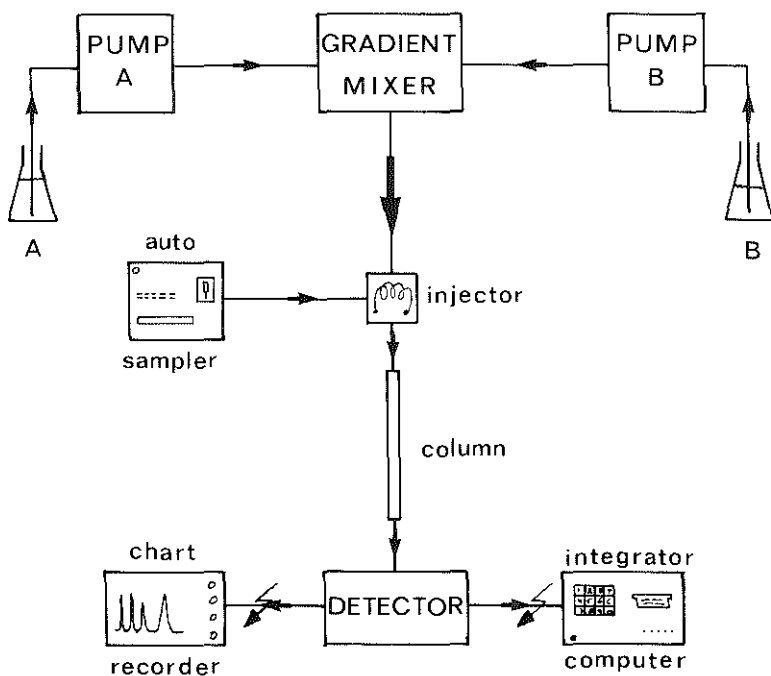 PUMP
A
GRADIENT
MIXER
PUMP
B
A
B
auto
sampler
injector
column
chart
recorder
DETECTOR
integrator
computer